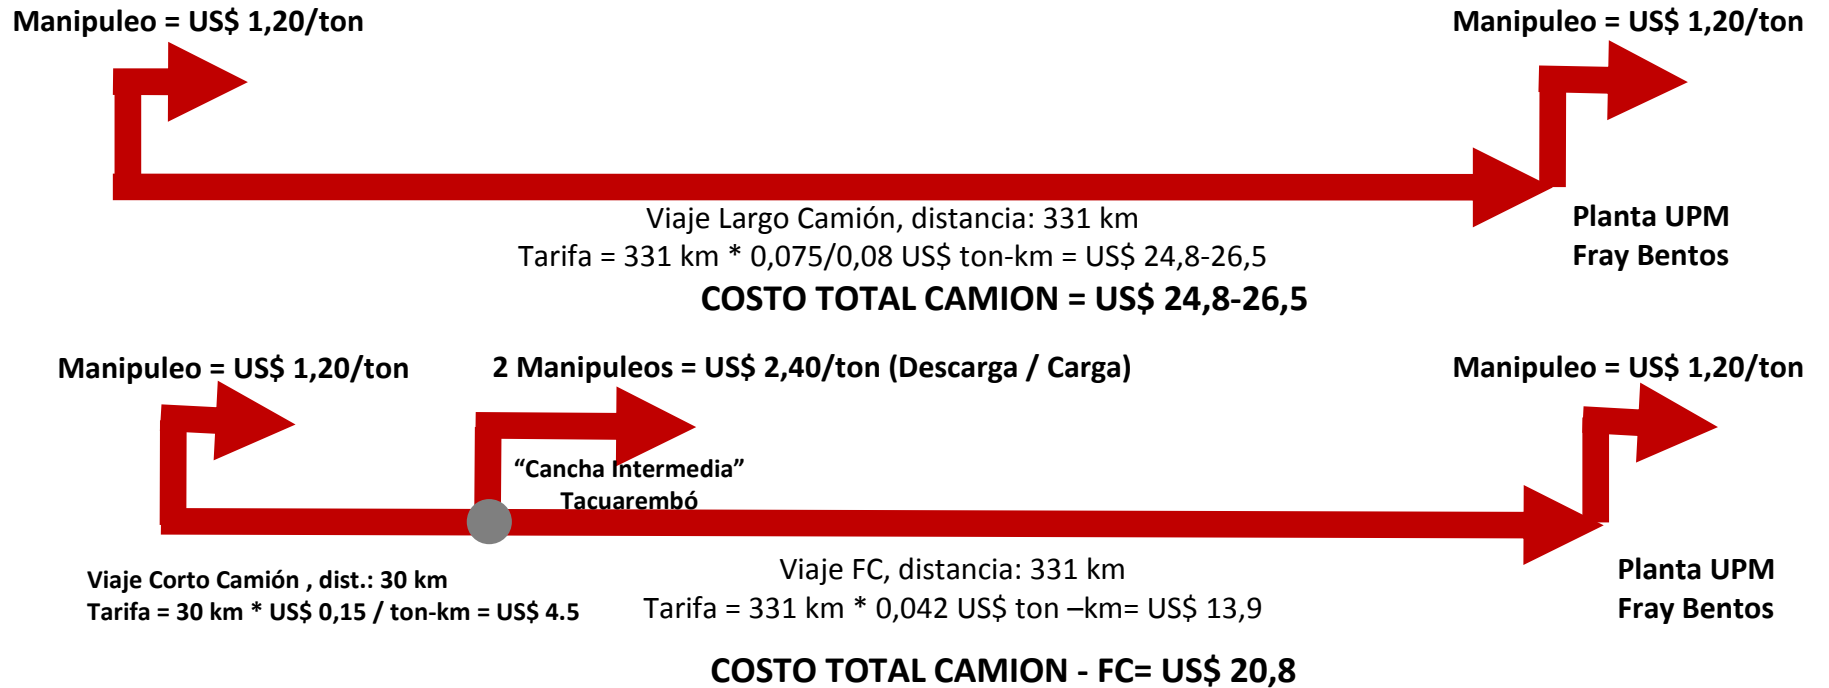 Manipuleo = US$ 1,20/ton
Manipuleo = US$ 1,20/ton
Viaje Largo Camión, distancia: 331 km
Tarifa = 331 km * 0,075/0,08 US$ ton-km = US$ 24,8-26,5
Planta UPM
Fray Bentos
COSTO TOTAL CAMION = US$ 24,8-26,5
Manipuleo = US$ 1,20/ton
2 Manipuleos = US$ 2,40/ton (Descarga / Carga)
Manipuleo = US$ 1,20/ton
“Cancha Intermedia”
Tacuarembó
Viaje Corto Camión , dist.: 30 km
Tarifa = 30 km * US$ 0,15 / ton-km = US$ 4.5
Viaje FC, distancia: 331 km
Tarifa = 331 km * 0,042 US$ ton –km= US$ 13,9
Planta UPM
Fray Bentos
COSTO TOTAL CAMION - FC= US$ 20,8